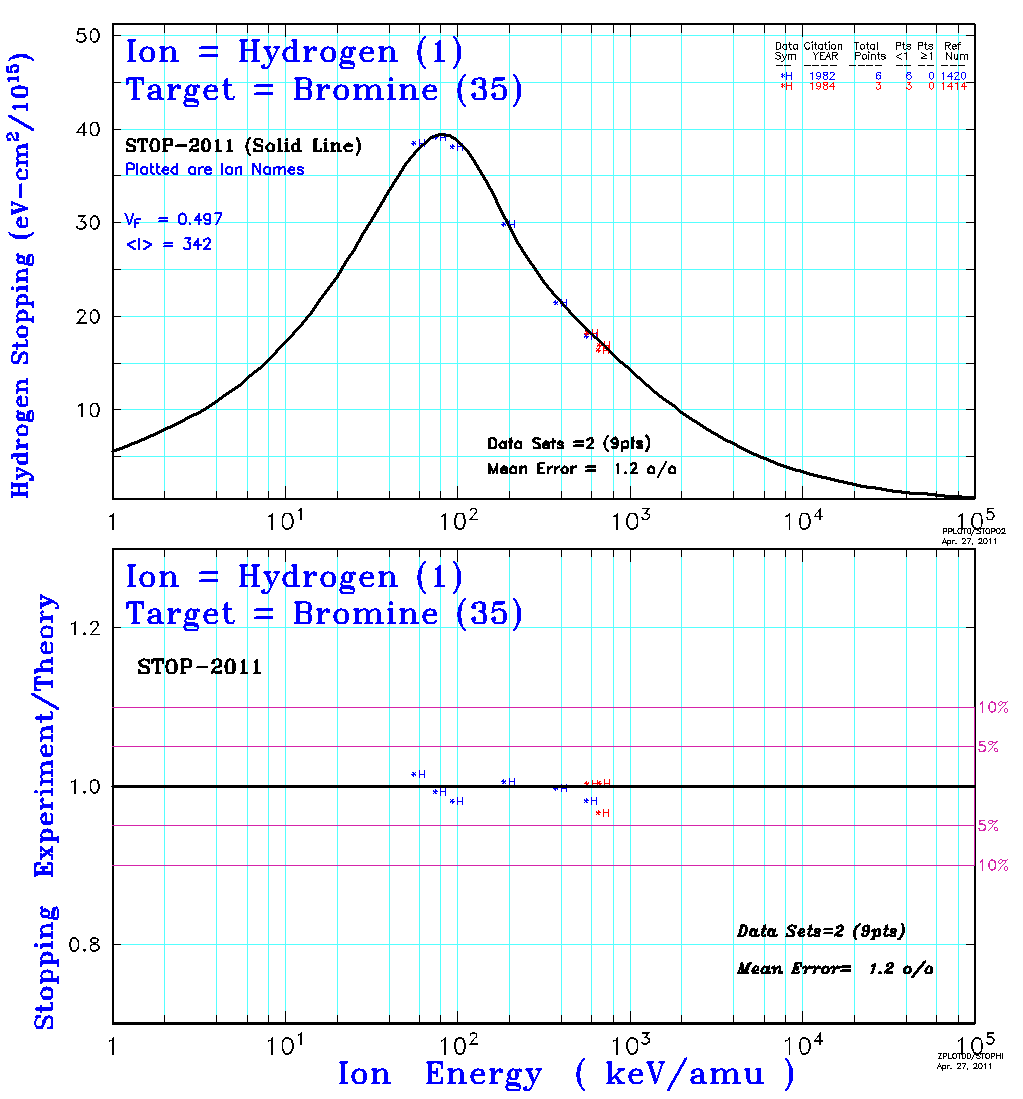 Ion = Hydrogen (1)
Target = Bromine (35)
STOP-2011 (Solid Line)
Plotted are Ion Names
VF = 0.497
<I> = 342
Data Citation Total Pts Pts Ref
Sym YEAR Points <1 ≥1 Num
*H 1982 6 6 0 1420
*H 1984 3 3 0 1414
Hydrogen Stopping (eV-cm²/10¹⁵)
50
40
30
20
10
*H *H *H
*H
*H
*H *H
*H
*H
Data Sets =2 (9pts)
Mean Error = 1.2 o/o
1 10¹ 10² 10³ 10⁴ 10⁵
PPLOT0/STOP02
Apr. 27, 2011
Ion = Hydrogen (1)
Target = Bromine (35)
STOP-2011
Stopping Experiment/Theory
1.2
1.0
0.8
10%
5%
5%
10%
*H *H *H *H *H *H *H *H *H
Data Sets=2 (9pts)
Mean Error= 1.2 o/o
1 10¹ 10² 10³ 10⁴ 10⁵
Ion Energy ( keV/amu )
ZPLOT0D/STOPHI
Apr. 27, 2011